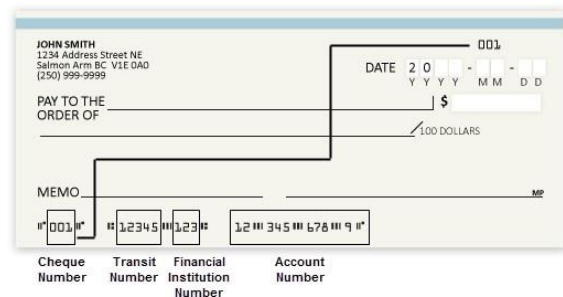 JOHN SMITH 001
1234 Address Street NE
Salmon Arm BC V1E 0A0
(250) 999-9999
DATE 2 0 - -
Y Y Y Y M M D D
PAY TO THE
ORDER OF $
/100 DOLLARS
MEMO MP
⑈001⑈ ⑆12345⑉123⑆ 12⑉345⑉678⑉9⑈
Cheque Number
Transit Number
Financial Institution Number
Account Number